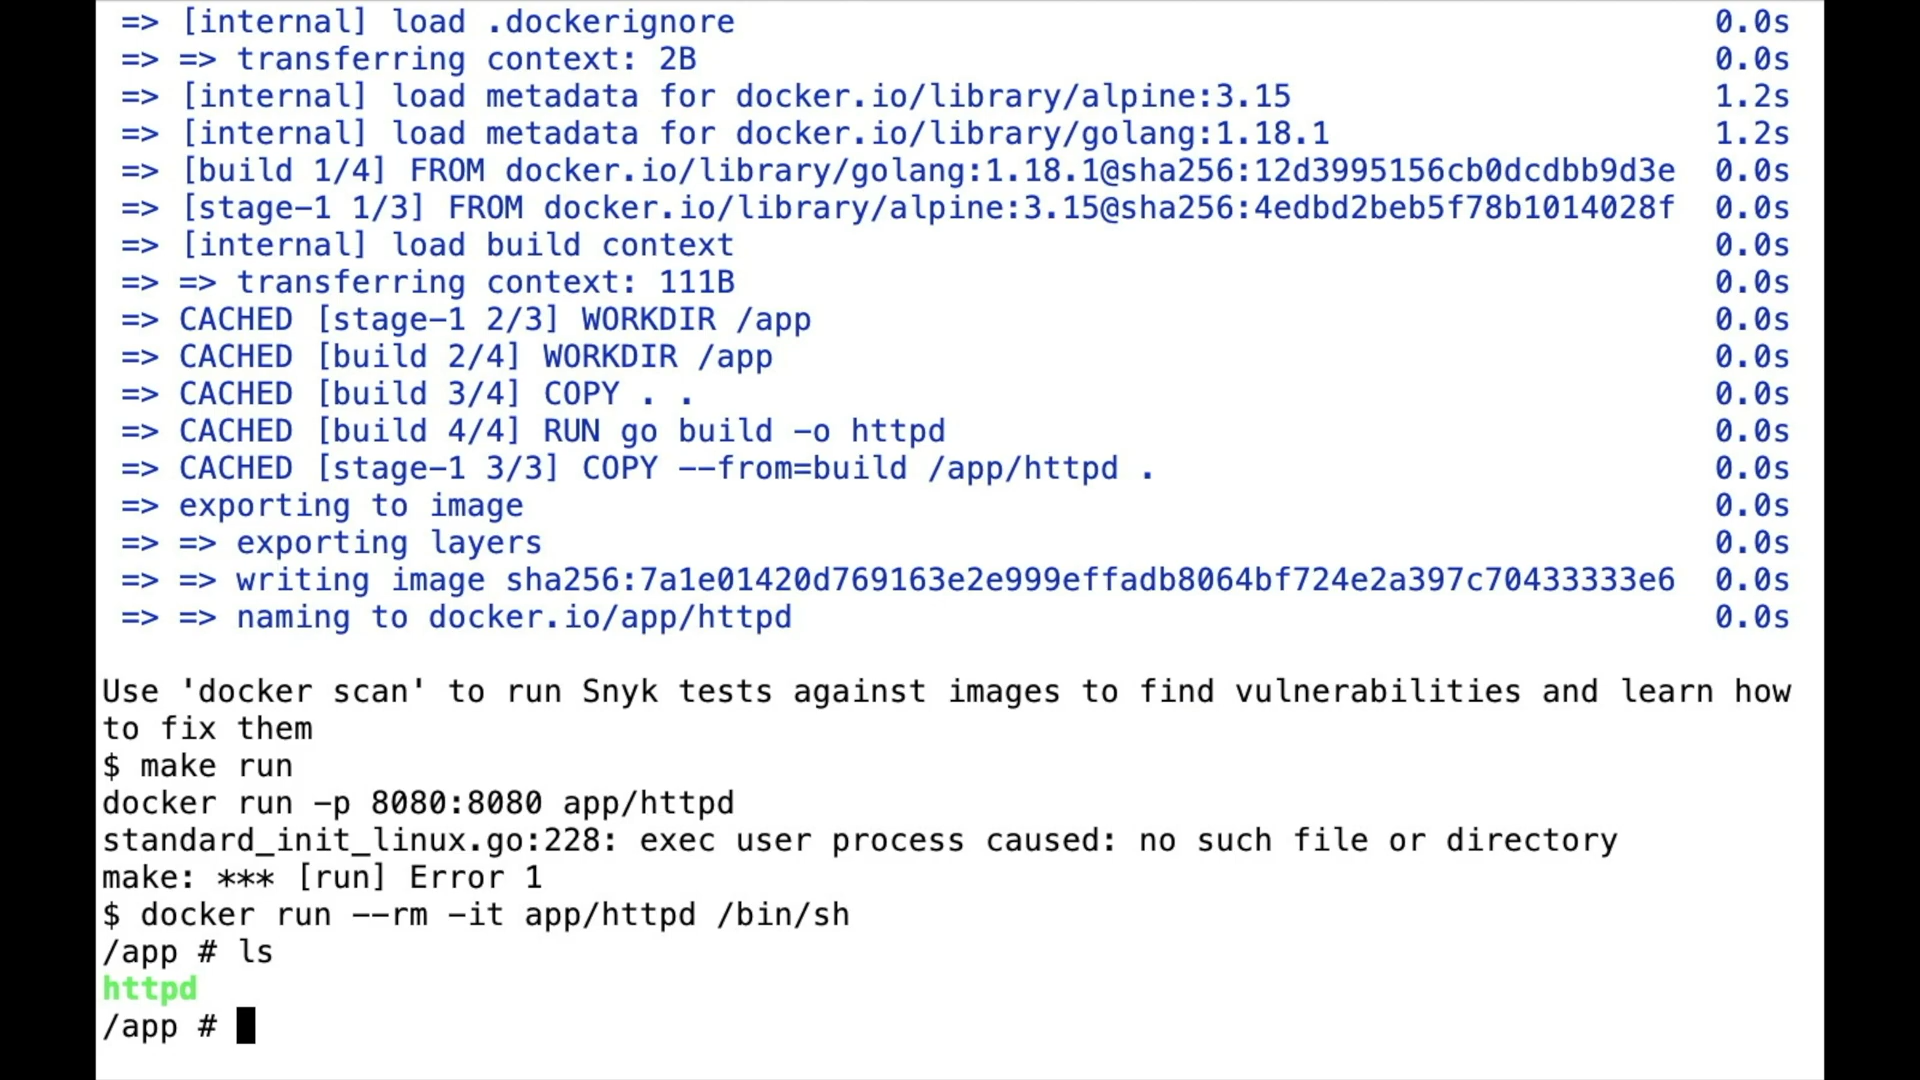 => [internal] load .dockerignore 0.0s
=> => transferring context: 2B 0.0s
=> [internal] load metadata for docker.io/library/alpine:3.15 1.2s
=> [internal] load metadata for docker.io/library/golang:1.18.1 1.2s
=> [build 1/4] FROM docker.io/library/golang:1.18.1@sha256:12d3995156cb0dcdbb9d3e 0.0s
=> [stage-1 1/3] FROM docker.io/library/alpine:3.15@sha256:4edbd2beb5f78b1014028f 0.0s
=> [internal] load build context 0.0s
=> => transferring context: 111B 0.0s
=> CACHED [stage-1 2/3] WORKDIR /app 0.0s
=> CACHED [build 2/4] WORKDIR /app 0.0s
=> CACHED [build 3/4] COPY . . 0.0s
=> CACHED [build 4/4] RUN go build -o httpd 0.0s
=> CACHED [stage-1 3/3] COPY --from=build /app/httpd . 0.0s
=> exporting to image 0.0s
=> => exporting layers 0.0s
=> => writing image sha256:7a1e01420d769163e2e999effadb8064bf724e2a397c70433333e6 0.0s
=> => naming to docker.io/app/httpd 0.0s
Use 'docker scan' to run Snyk tests against images to find vulnerabilities and learn how
to fix them
$ make run
docker run -p 8080:8080 app/httpd
standard_init_linux.go:228: exec user process caused: no such file or directory
make: *** [run] Error 1
$ docker run --rm -it app/httpd /bin/sh
/app # ls
httpd
/app #